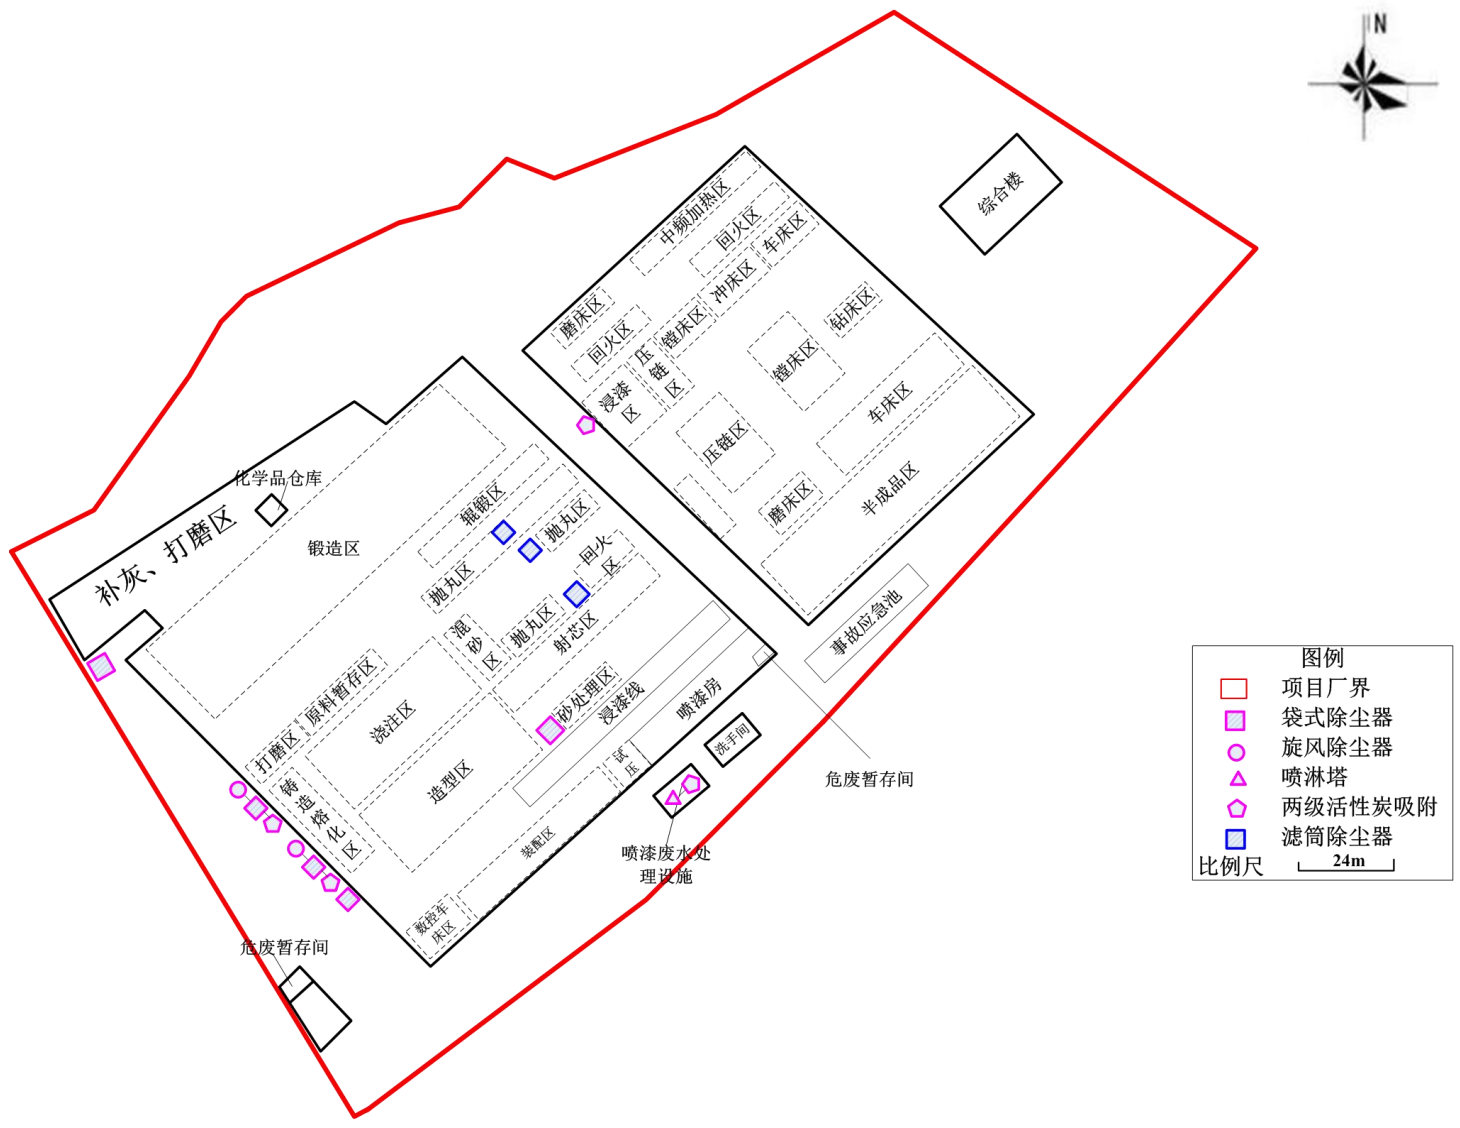 N
综合楼
中频加热区
回火区
车床区
冲床区
磨床区
回火区
镗床区
压链区
浸漆区
钻床区
镗床区
车床区
压链区
磨床区
半成品区
化学品仓库
补灰、打磨区
锻造区
辊锻区
抛丸区
抛丸区
回火区
抛丸区
混砂区
射芯区
原料暂存区
打磨区
浇注区
砂处理区
浸漆线
喷漆房
造型区
铸造熔化区
试压
装配区
数控车床区
事故应急池
洗手间
危废暂存间
喷漆废水处
理设施
危废暂存间
图例
项目厂界
袋式除尘器
旋风除尘器
喷淋塔
两级活性炭吸附
滤筒除尘器
比例尺 24m